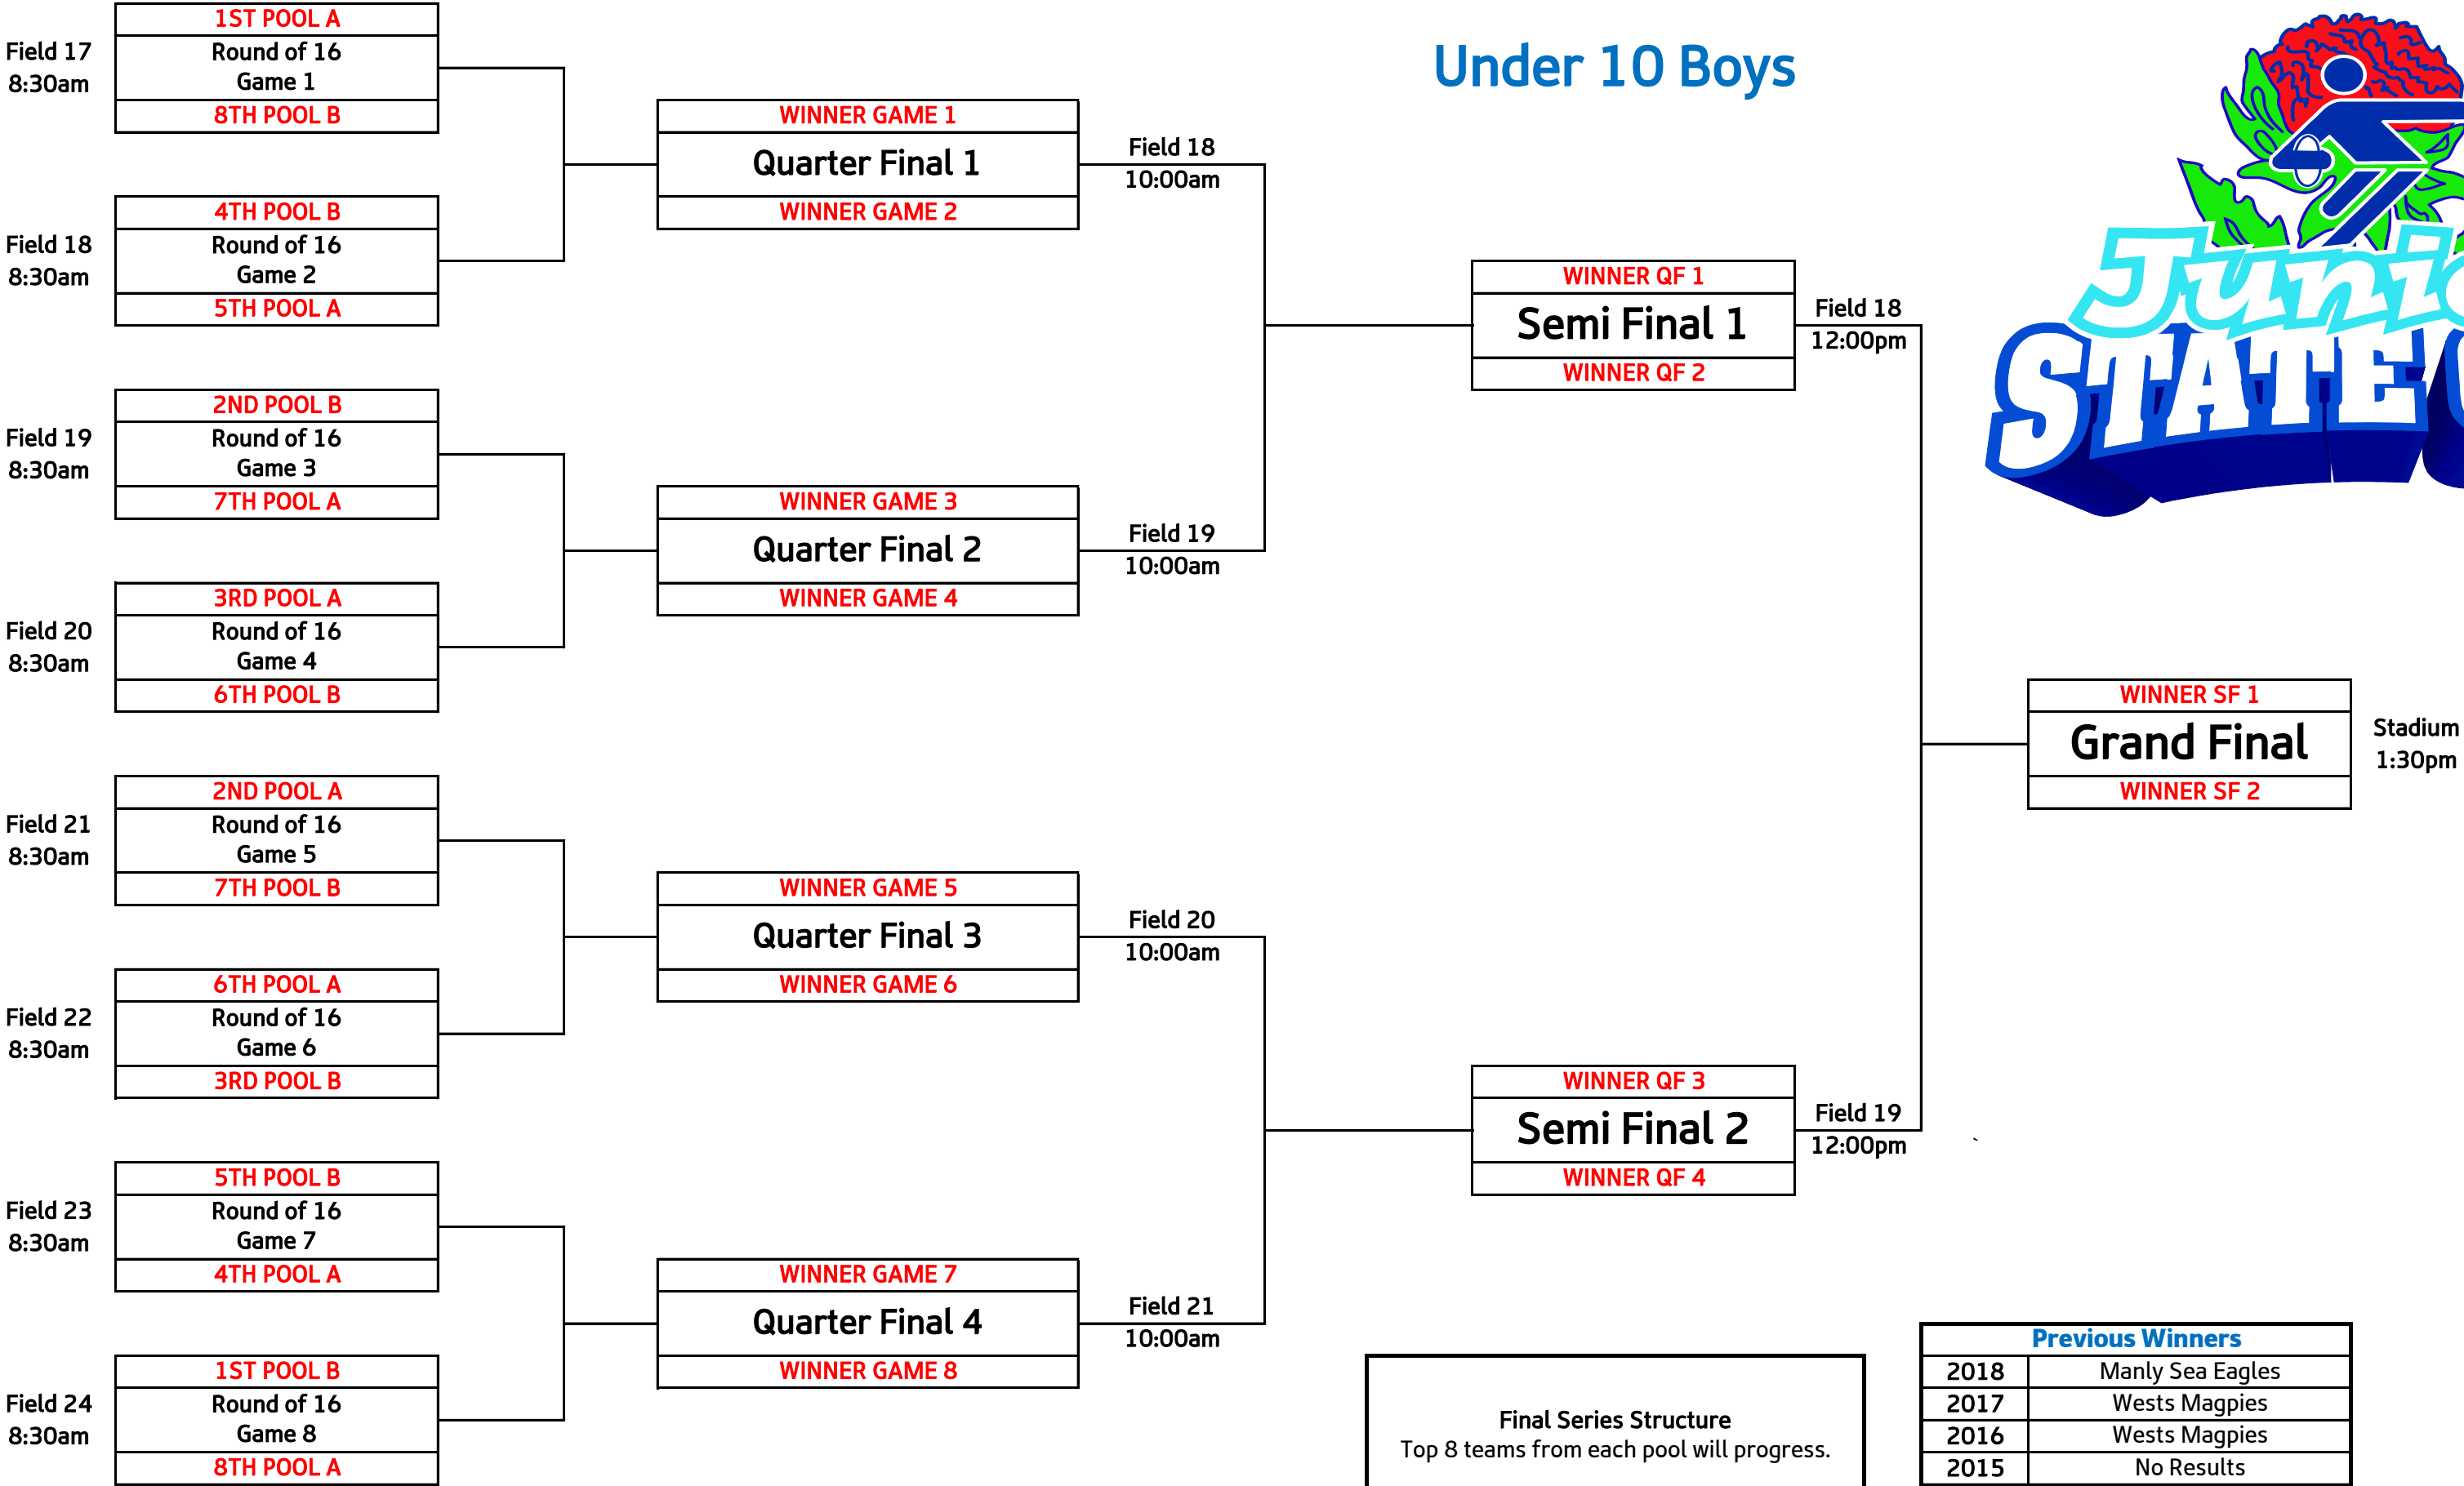 Under 10 Boys
Junio
STATE
Field 17
8:30am
1ST POOL A
Round of 16
Game 1
8TH POOL B
Field 18
8:30am
4TH POOL B
Round of 16
Game 2
5TH POOL A
Field 19
8:30am
2ND POOL B
Round of 16
Game 3
7TH POOL A
Field 20
8:30am
3RD POOL A
Round of 16
Game 4
6TH POOL B
Field 21
8:30am
2ND POOL A
Round of 16
Game 5
7TH POOL B
Field 22
8:30am
6TH POOL A
Round of 16
Game 6
3RD POOL B
Field 23
8:30am
5TH POOL B
Round of 16
Game 7
4TH POOL A
Field 24
8:30am
1ST POOL B
Round of 16
Game 8
8TH POOL A
WINNER GAME 1
Quarter Final 1
WINNER GAME 2
Field 18
10:00am
WINNER GAME 3
Quarter Final 2
WINNER GAME 4
Field 19
10:00am
WINNER GAME 5
Quarter Final 3
WINNER GAME 6
Field 20
10:00am
WINNER GAME 7
Quarter Final 4
WINNER GAME 8
Field 21
10:00am
WINNER QF 1
Semi Final 1
WINNER QF 2
Field 18
12:00pm
WINNER QF 3
Semi Final 2
WINNER QF 4
Field 19
12:00pm
WINNER SF 1
Grand Final
WINNER SF 2
Stadium
1:30pm
Final Series Structure
Top 8 teams from each pool will progress.
Previous Winners
2018 Manly Sea Eagles
2017 Wests Magpies
2016 Wests Magpies
2015 No Results